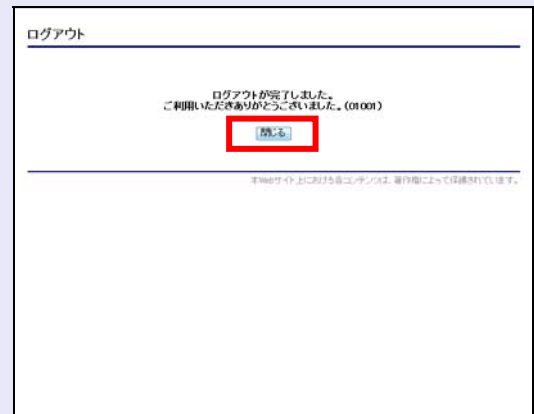 ログアウト
ログアウトが完了しました。
ご利用いただきありがとうございました。(01001)
閉じる
本Webサイト上における各コンテンツは、著作権によって保護されています。